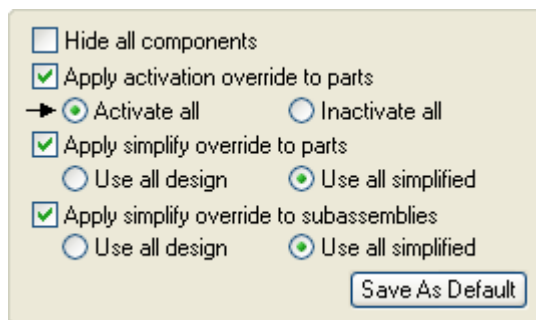 Hide all components
Apply activation override to parts
Activate all Inactivate all
Apply simplify override to parts
Use all design Use all simplified
Apply simplify override to subassemblies
Use all design Use all simplified
Save As Default